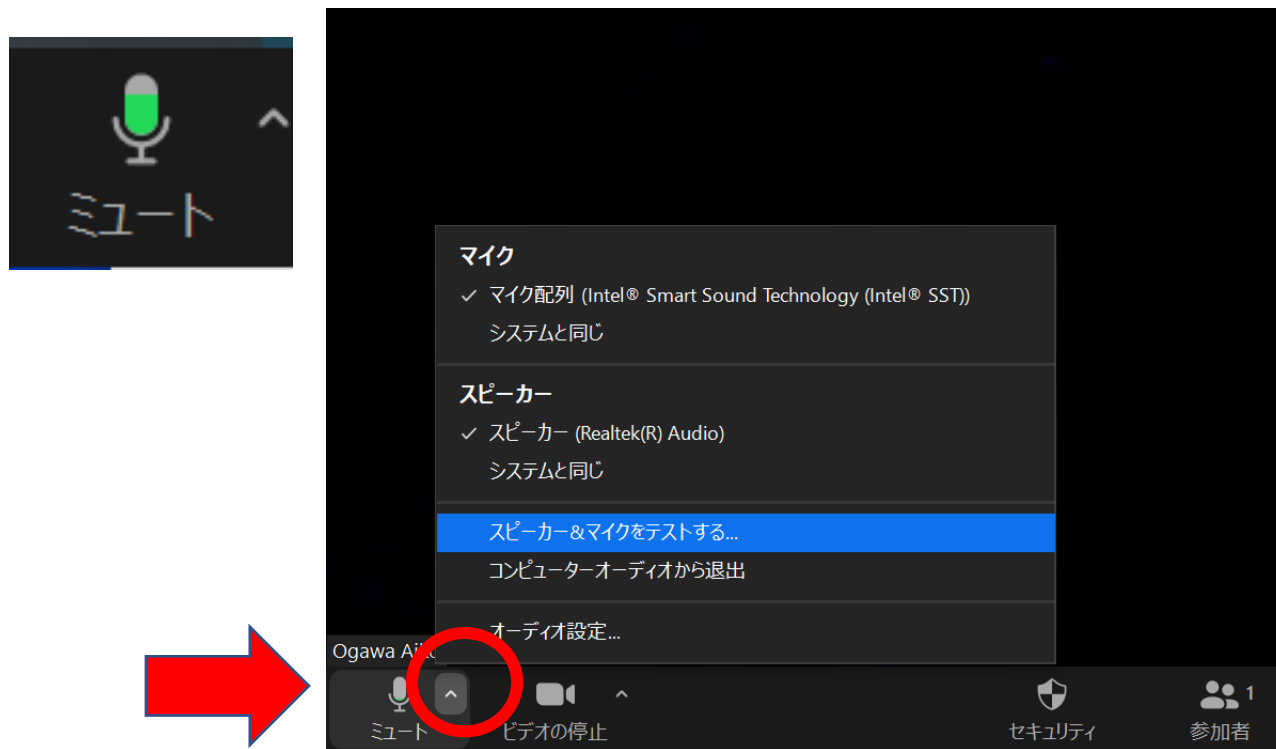 ミュート
マイク
マイク配列 (Intel® Smart Sound Technology (Intel® SST))
システムと同じ
スピーカー
スピーカー (Realtek(R) Audio)
システムと同じ
スピーカー&マイクをテストする...
コンピューターオーディオから退出
オーディオ設定...
Ogawa
ミュート
ビデオの停止
セキュリティ
1
参加者